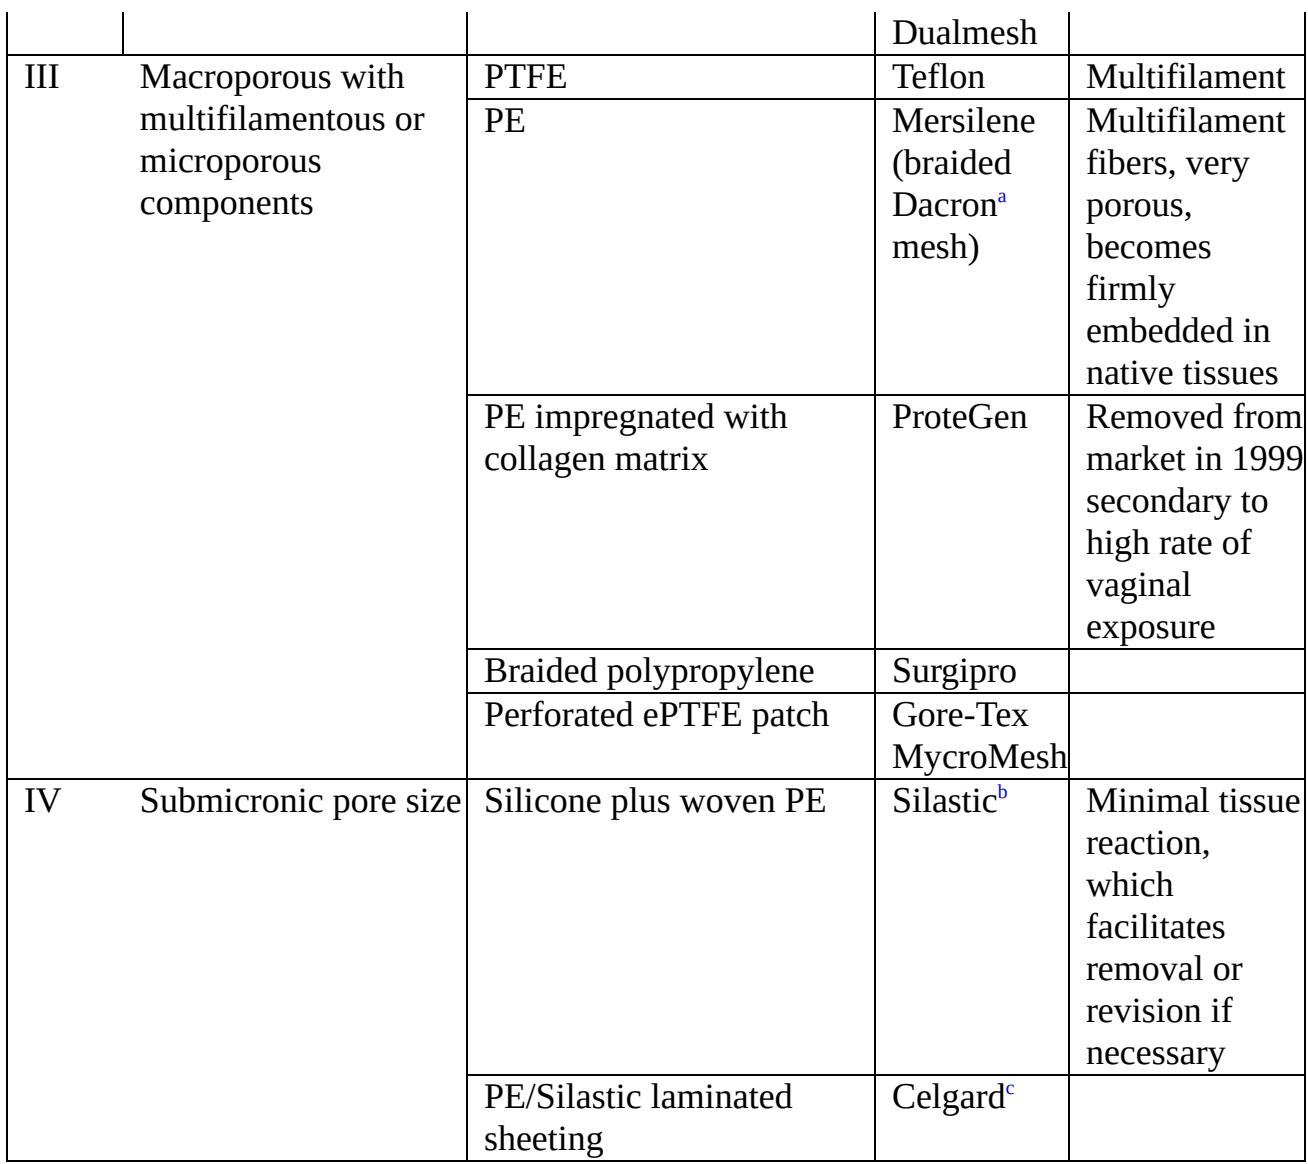 Dualmesh
III
Macroporous with
multifilamentous or
microporous
components
PTFE
Teflon
Multifilament
PE
Mersilene
(braided
Dacronᵃ
mesh)
Multifilament
fibers, very
porous,
becomes
firmly
embedded in
native tissues
PE impregnated with
collagen matrix
ProteGen
Removed from
market in 1999
secondary to
high rate of
vaginal
exposure
Braided polypropylene
Surgipro
Perforated ePTFE patch
Gore-Tex
MycroMesh
IV
Submicronic pore size
Silicone plus woven PE
Silasticᵇ
Minimal tissue
reaction,
which
facilitates
removal or
revision if
necessary
PE/Silastic laminated
sheeting
Celgardᶜ